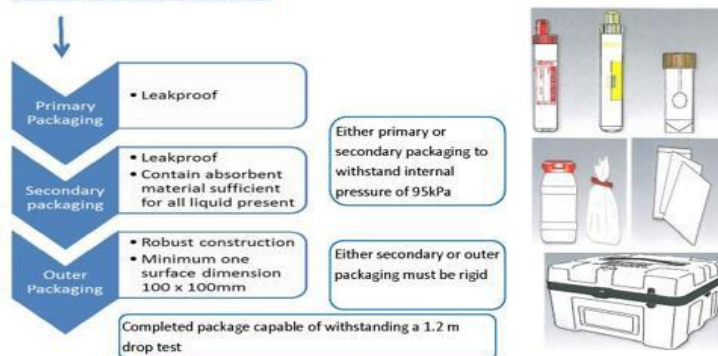 Primary
Packaging
• Leakproof
Secondary
packaging
• Leakproof
• Contain absorbent
material sufficient
for all liquid present
Outer
Packaging
• Robust construction
• Minimum one
surface dimension
100 x 100mm
Either primary or
secondary packaging to
withstand internal
pressure of 95kPa
Either secondary or outer
packaging must be rigid
Completed package capable of withstanding a 1.2 m
drop test